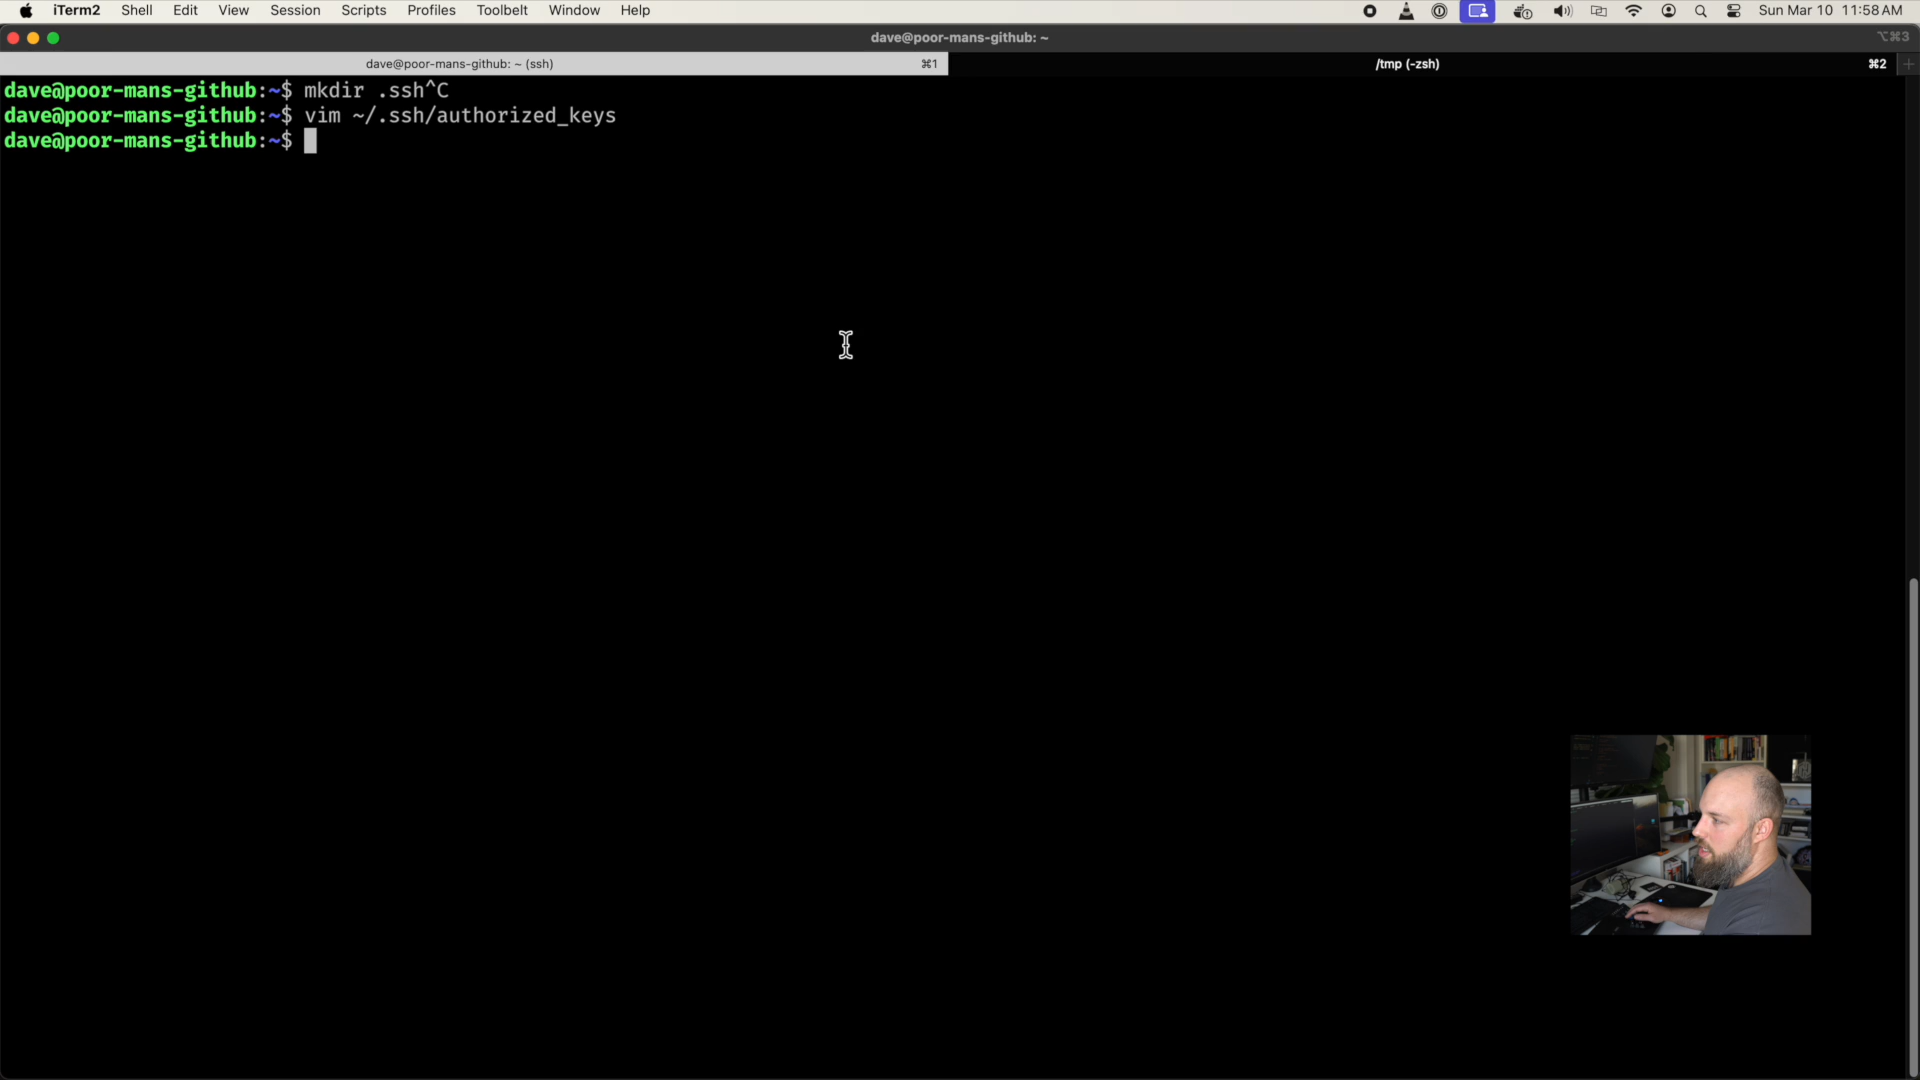 iTerm2 Shell Edit View Session Scripts Profiles Toolbelt Window Help Sun Mar 10 11:58 AM
dave@poor-mans-github: ~ ⌥⌘3
dave@poor-mans-github: ~ (ssh) ⌘1 /tmp (-zsh) ⌘2
dave@poor-mans-github:~$ mkdir .ssh^C
dave@poor-mans-github:~$ vim ~/.ssh/authorized_keys
dave@poor-mans-github:~$